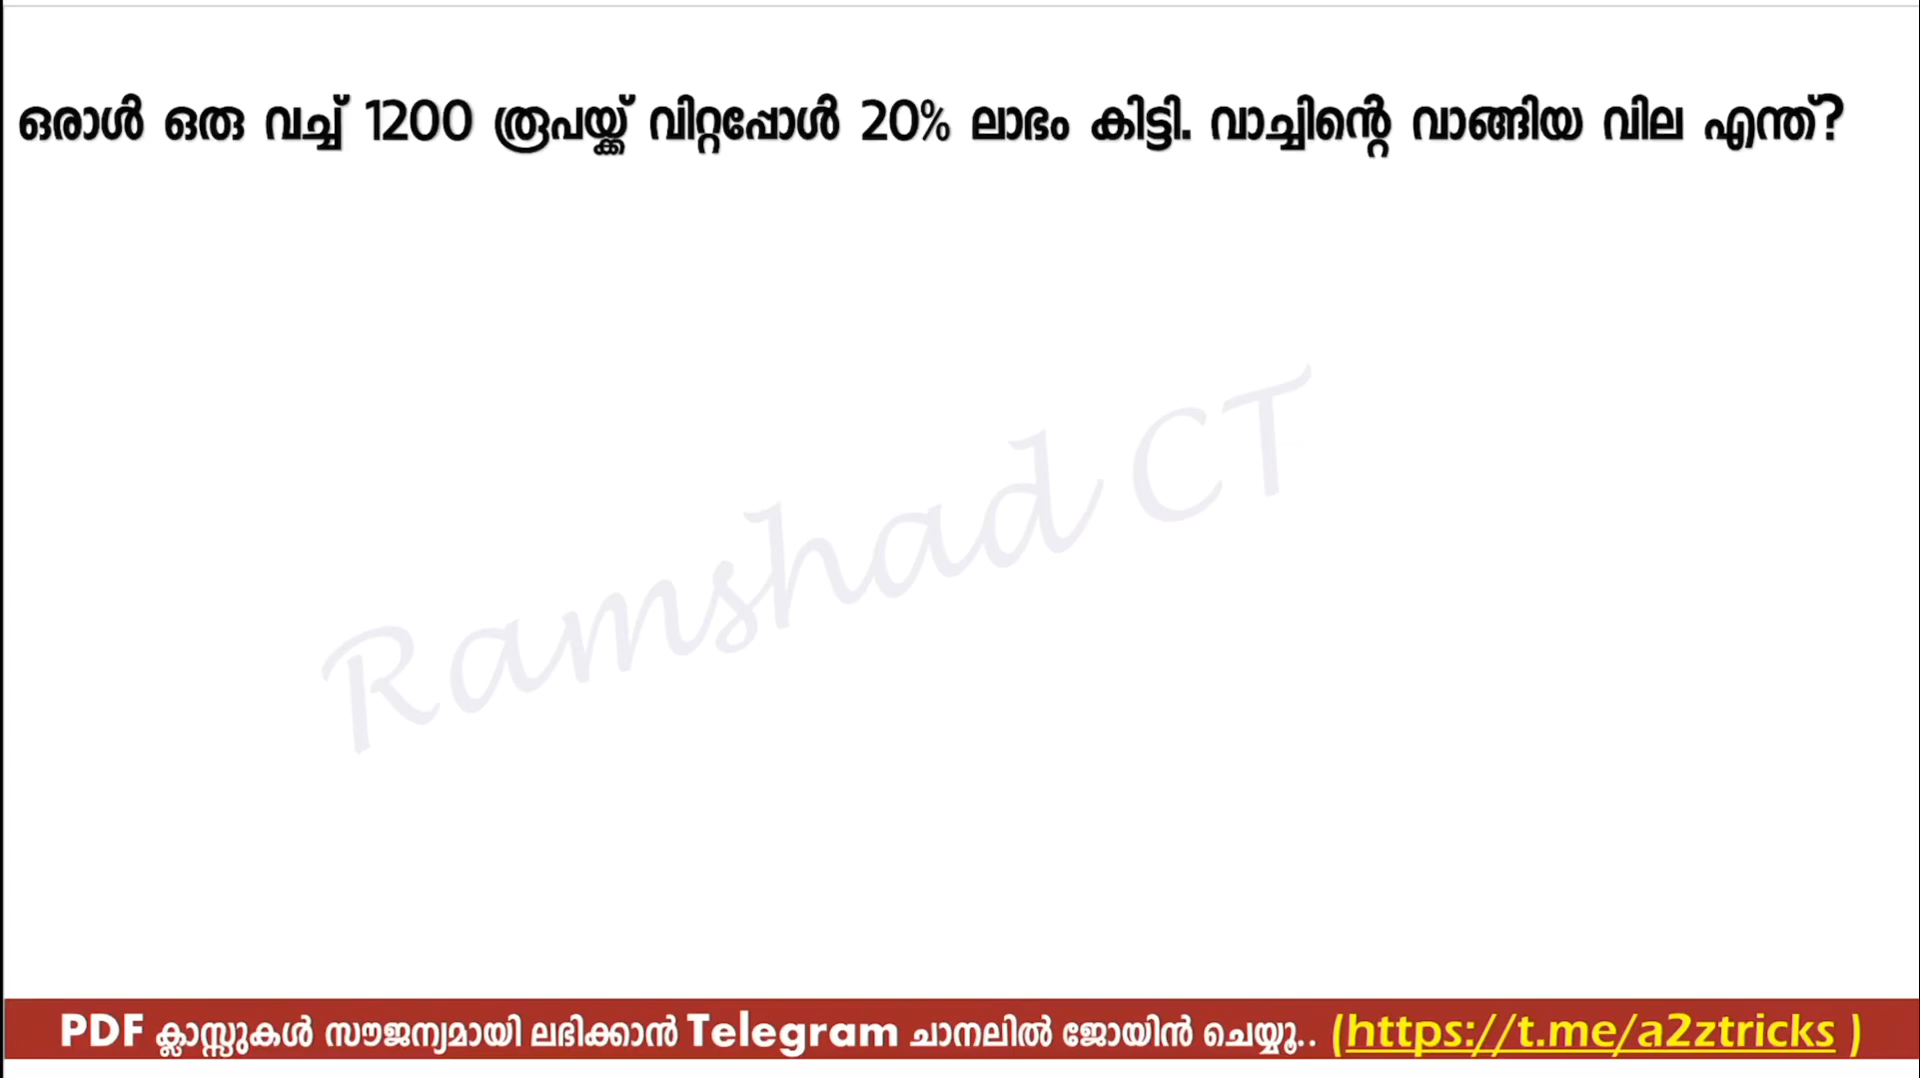 ഒരാൾ ഒരു വച്ച് 1200 രൂപയ്ക്ക് വിറ്റപ്പോൾ 20% ലാഭം കിട്ടി. വാച്ചിന്റെ വാങ്ങിയ വില എന്ത്?
Ramshad CT
PDF ക്ലാസ്സുകൾ സൗജന്യമായി ലഭിക്കാൻ Telegram ചാനലിൽ ജോയിൻ ചെയ്യൂ.. (https://t.me/a2ztricks )